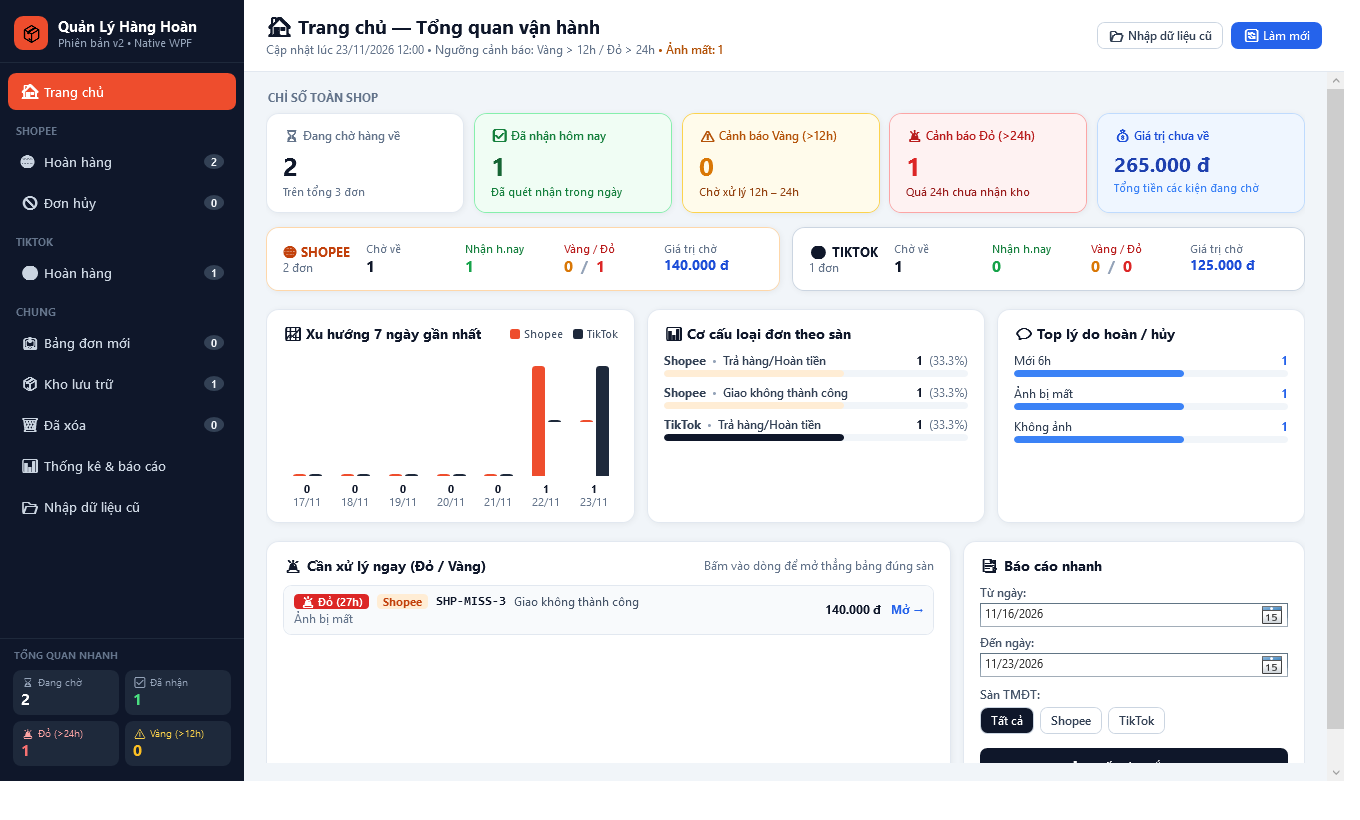 Quản Lý Hàng Hoàn
Phiên bản v2 • Native WPF
Trang chủ
SHOPEE
Hoàn hàng 2
Đơn hủy 0
TIKTOK
Hoàn hàng 1
CHUNG
Bảng đơn mới 0
Kho lưu trữ 1
Đã xóa 0
Thống kê & báo cáo
Nhập dữ liệu cũ
TỔNG QUAN NHANH
Đang chờ
2
Đã nhận
1
Đỏ (>24h)
1
Vàng (>12h)
0
Trang chủ — Tổng quan vận hành
Cập nhật lúc 23/11/2026 12:00 • Ngưỡng cảnh báo: Vàng > 12h / Đỏ > 24h • Ảnh mất: 1
Nhập dữ liệu cũ
Làm mới
CHỈ SỐ TOÀN SHOP
Đang chờ hàng về
2
Trên tổng 3 đơn
Đã nhận hôm nay
1
Đã quét nhận trong ngày
Cảnh báo Vàng (>12h)
0
Chờ xử lý 12h – 24h
Cảnh báo Đỏ (>24h)
1
Quá 24h chưa nhận kho
Giá trị chưa về
265.000 đ
Tổng tiền các kiện đang chờ
SHOPEE
2 đơn
Chờ về
1
Nhận h.nay
1
Vàng / Đỏ
0 / 1
Giá trị chờ
140.000 đ
TIKTOK
1 đơn
Chờ về
1
Nhận h.nay
0
Vàng / Đỏ
0 / 0
Giá trị chờ
125.000 đ
Xu hướng 7 ngày gần nhất
Shopee TikTok
0 0 0 0 0 1 1
17/11 18/11 19/11 20/11 21/11 22/11 23/11
Cơ cấu loại đơn theo sàn
Shopee • Trả hàng/Hoàn tiền 1 (33.3%)
Shopee • Giao không thành công 1 (33.3%)
TikTok • Trả hàng/Hoàn tiền 1 (33.3%)
Top lý do hoàn / hủy
Mới 6h 1
Ảnh bị mất 1
Không ảnh 1
Cần xử lý ngay (Đỏ / Vàng)
Bấm vào dòng để mở thẳng bảng đúng sàn
Đỏ (27h) Shopee SHP-MISS-3 Giao không thành công
Ảnh bị mất
140.000 đ Mở →
Báo cáo nhanh
Từ ngày:
11/16/2026 15
Đến ngày:
11/23/2026 15
Sàn TMĐT:
Tất cả Shopee TikTok